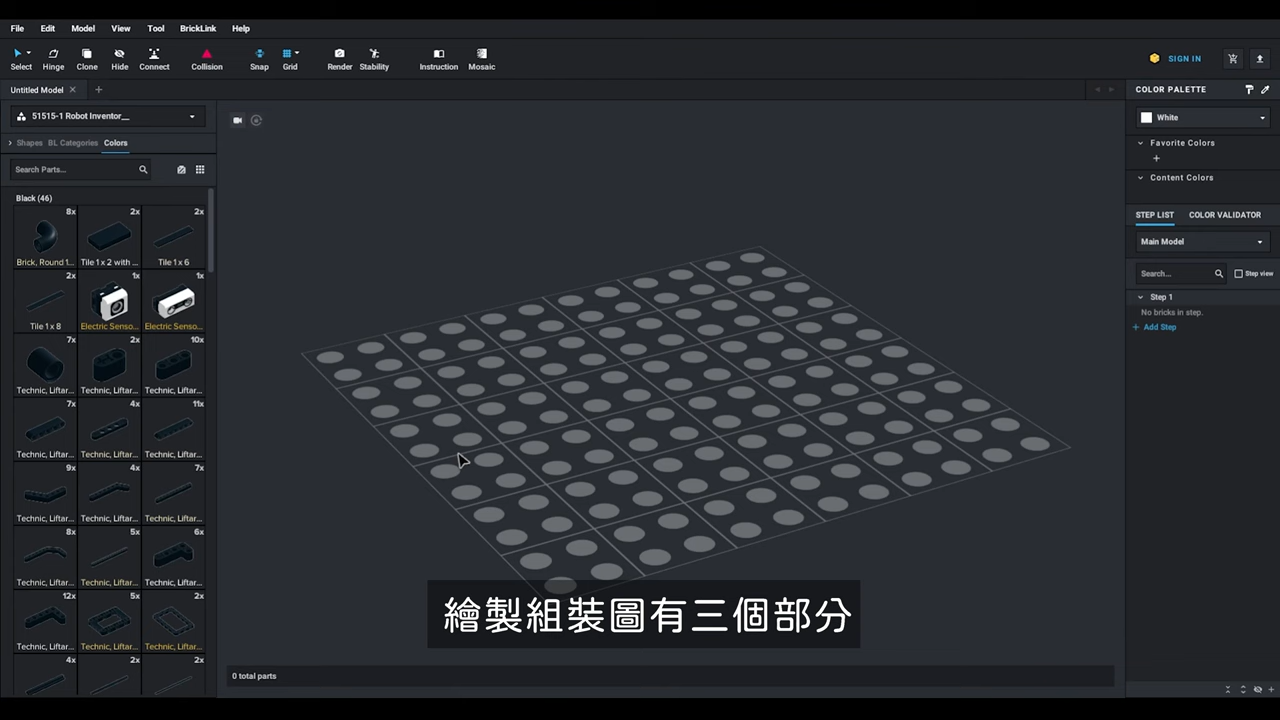 File Edit Model View Tool BrickLink Help
Select Hinge Clone Hide Connect Collision Snap Grid Render Stability Instruction Mosaic SIGN IN
Untitled Model
COLOR PALETTE
51515-1 Robot Inventor__
White
Shapes BL Categories Colors
Favorite Colors
Search Parts...
Content Colors
Black (46)
8x 2x 2x
Brick, Round 1... Tile 1 x 2 with ... Tile 1 x 6
2x 1x 1x
Tile 1 x 8 Electric Senso... Electric Senso...
7x 2x 10x
Technic, Liftar... Technic, Liftar... Technic, Liftar...
7x 4x 11x
Technic, Liftar... Technic, Liftar... Technic, Liftar...
9x 4x 7x
Technic, Liftar... Technic, Liftar... Technic, Liftar...
8x 5x 6x
Technic, Liftar... Technic, Liftar... Technic, Liftar...
12x 5x 2x
Technic, Liftar... Technic, Liftar... Technic, Liftar...
4x 2x 2x
STEP LIST COLOR VALIDATOR
Main Model
Search... Step view
Step 1
No bricks in step.
+ Add Step
繪製組裝圖有三個部分
0 total parts